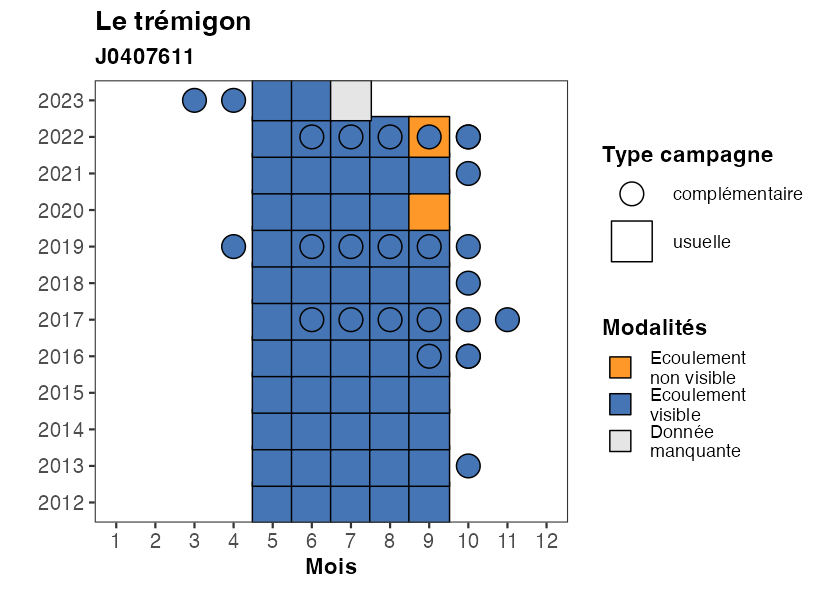 Le trémigon
J0407611
2023
2022
2021
2020
2019
2018
2017
2016
2015
2014
2013
2012
1 2 3 4 5 6 7 8 9 10 11 12
Mois
Type campagne
complémentaire
usuelle
Modalités
Ecoulement
non visible
Ecoulement
visible
Donnée
manquante